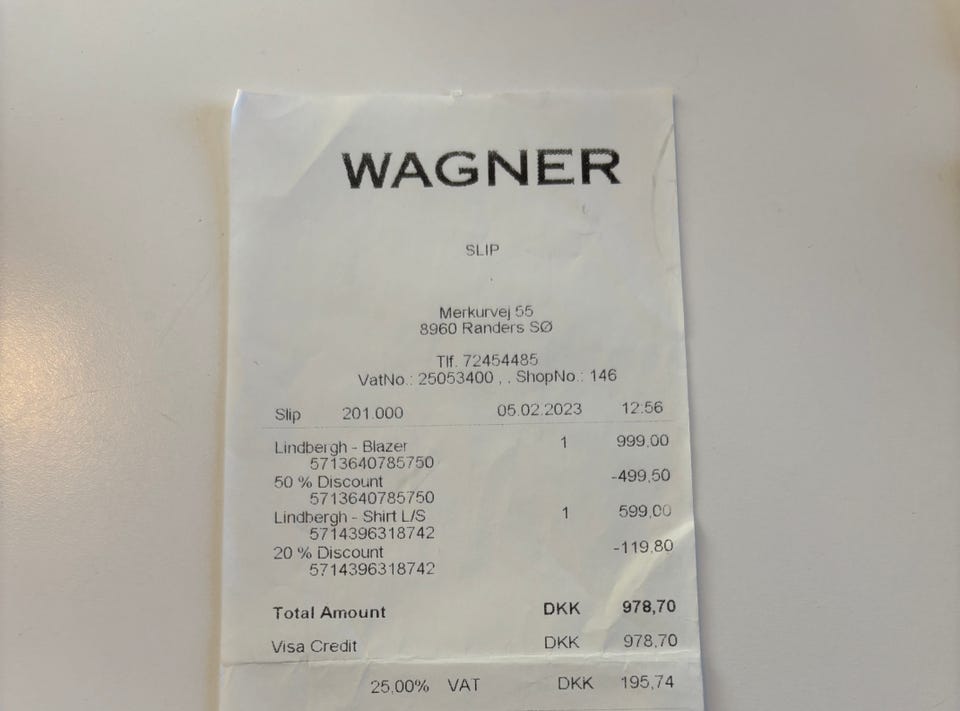 WAGNER
SLIP
Merkurvej 55
8960 Randers SØ
Tlf. 72454485
VatNo.: 25053400 , . ShopNo.: 146
Slip 201.000 05.02.2023 12:56
Lindbergh - Blazer 1 999,00
5713640785750
50 % Discount -499,50
5713640785750
Lindbergh - Shirt L/S 1 599,00
5714396318742
20 % Discount -119,80
5714396318742
Total Amount DKK 978,70
Visa Credit DKK 978,70
25,00% VAT DKK 195,74